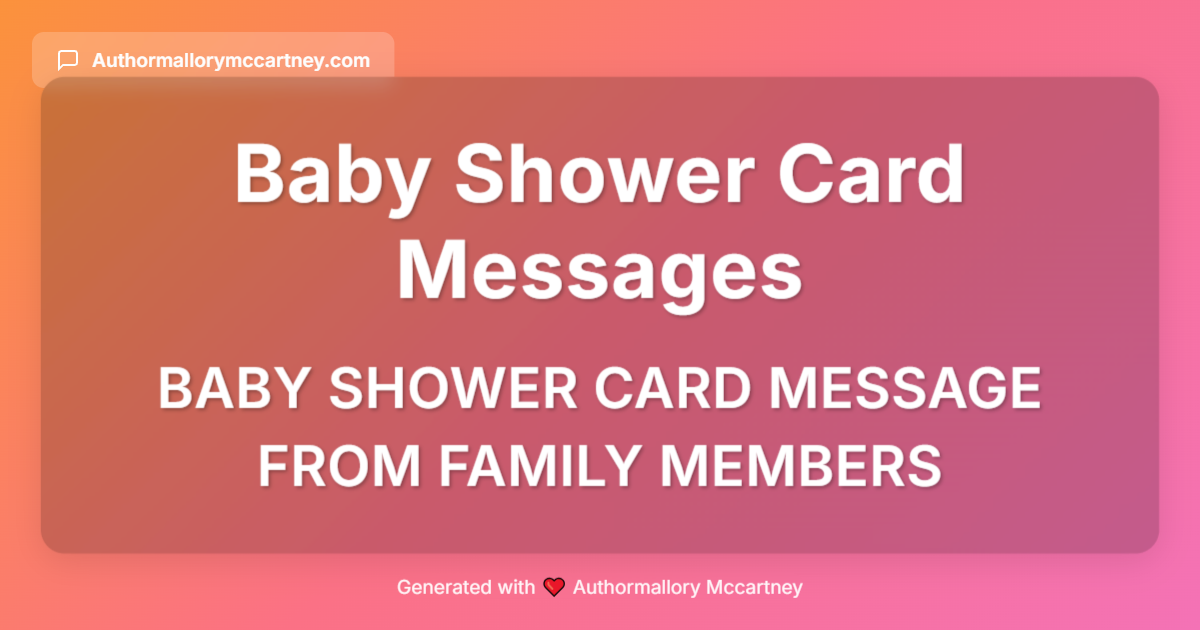 Authormallorymccartney.com
Baby Shower Card
Messages
BABY SHOWER CARD MESSAGE
FROM FAMILY MEMBERS
Generated with ❤️ Authormallory Mccartney